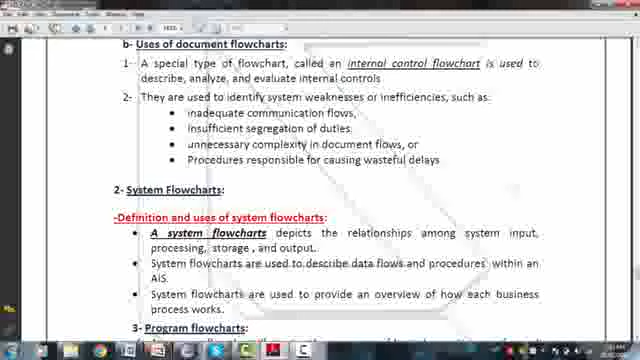 b- Uses of document flowcharts:
1- A special type of flowchart, called an internal control flowchart is used to
describe, analyze, and evaluate internal controls
2- They are used to identify system weaknesses or inefficiencies, such as:
• inadequate communication flows,
• insufficient segregation of duties,
• unnecessary complexity in document flows, or
• Procedures responsible for causing wasteful delays
2- System Flowcharts:
-Definition and uses of system flowcharts:
• A system flowcharts depicts the relationships among system input,
processing, storage , and output.
• System flowcharts are used to describe data flows and procedures within an
AIS.
• System flowcharts are used to provide an overview of how each business
process works.
3- Program flowcharts: